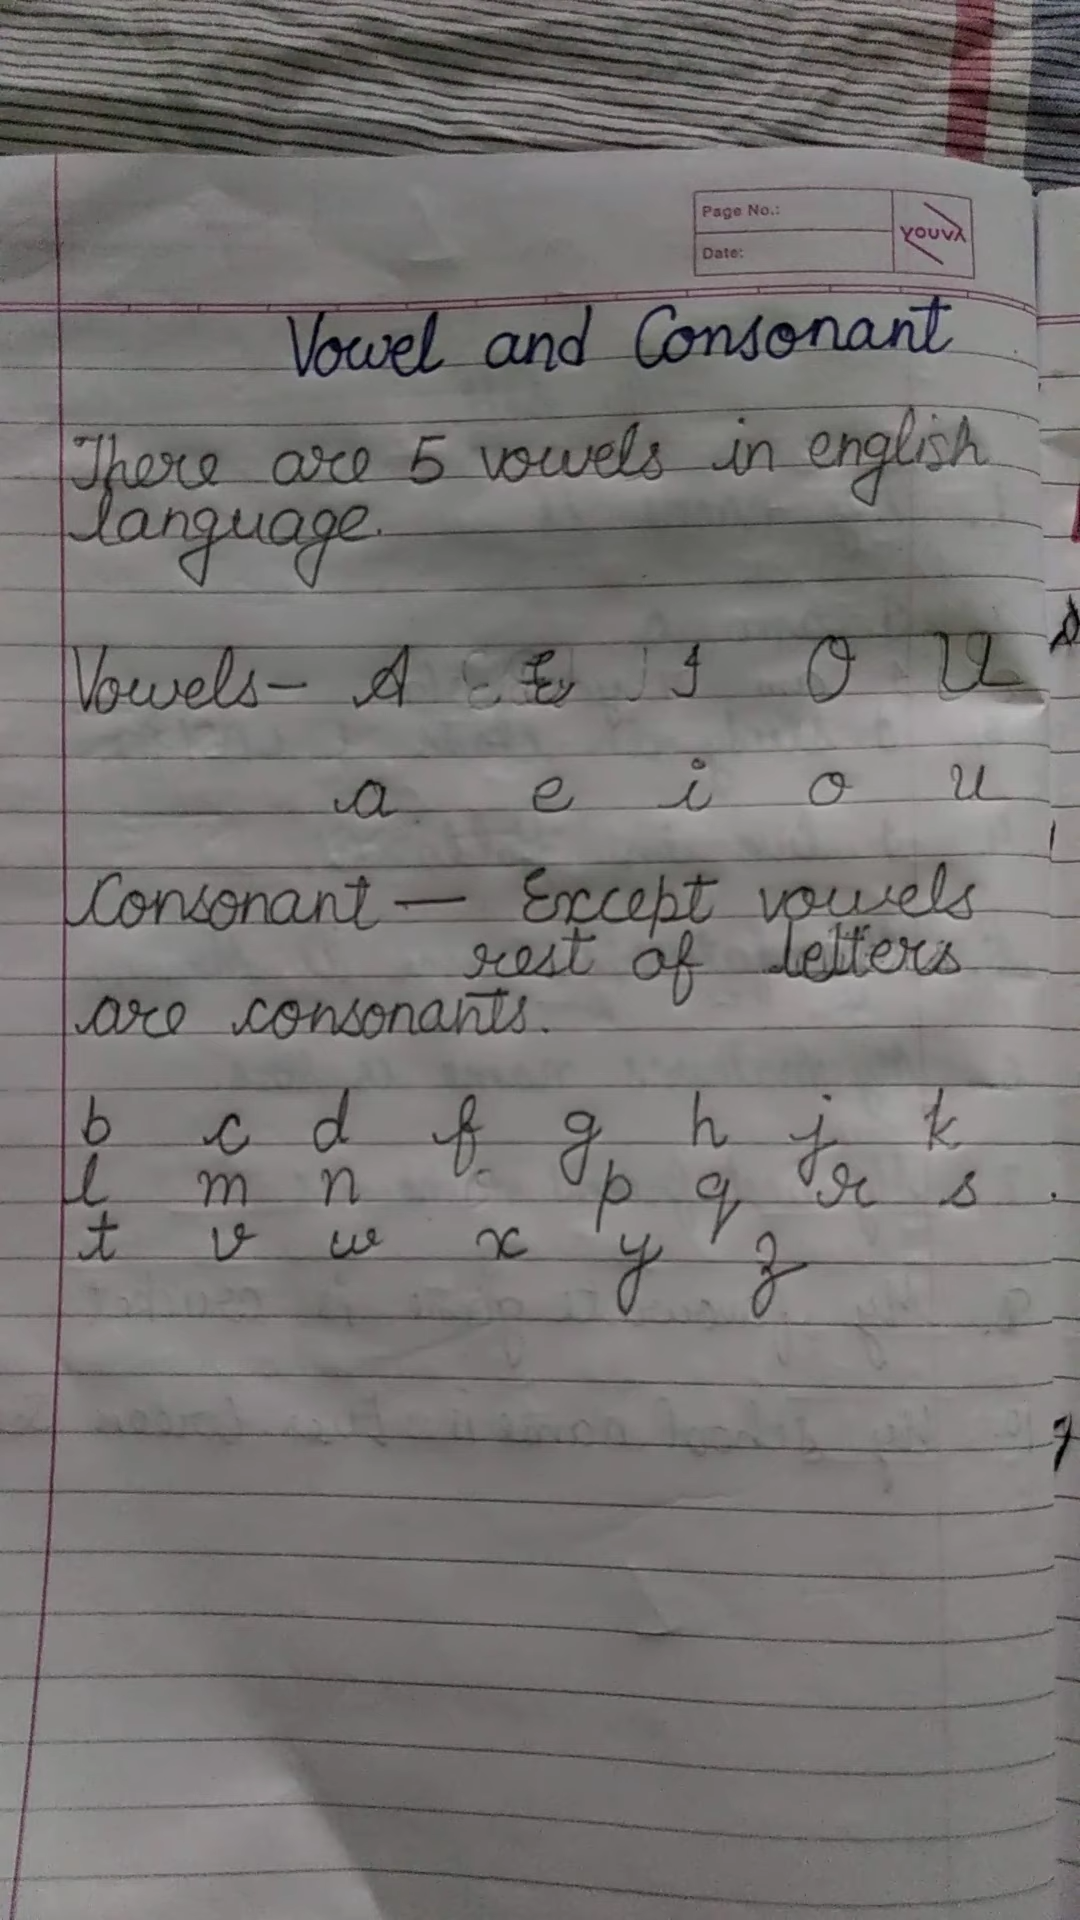 Page No.:
Date:
YOUVA
Vowel and Consonant
There are 5 vowels in english
language.
Vowels- A E I O U
a e i o u
Consonant — Except vowels
rest of letters
are consonants.
b c d f g h j k
l m n p q r s
t v w x y z